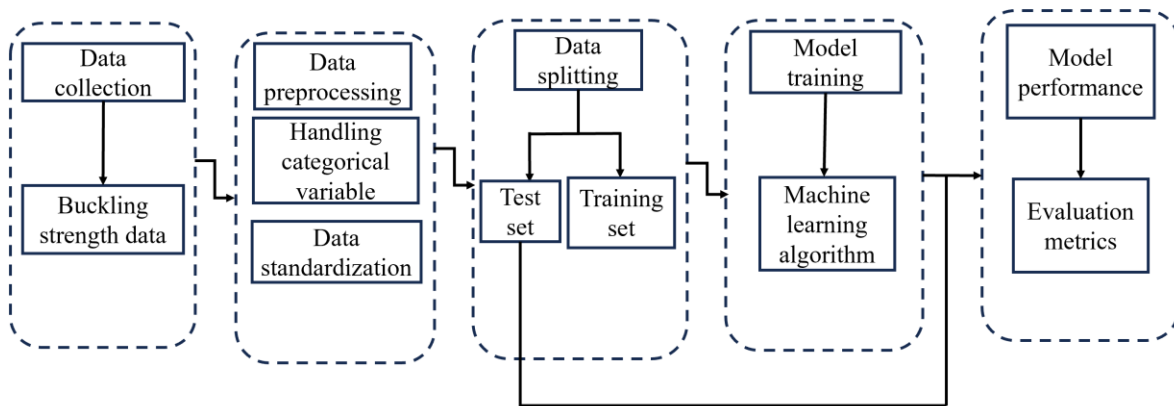 Data
collection
Buckling
strength data
Data
preprocessing
Handling
categorical
variable
Data
standardization
Data
splitting
Test
set
Training
set
Model
training
Machine
learning
algorithm
Model
performance
Evaluation
metrics